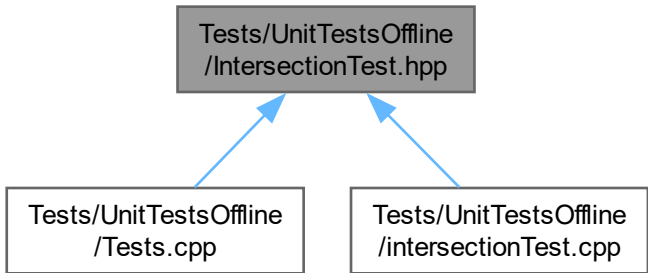 Tests/UnitTestsOffline
/IntersectionTest.hpp
Tests/UnitTestsOffline
/Tests.cpp
Tests/UnitTestsOffline
/intersectionTest.cpp